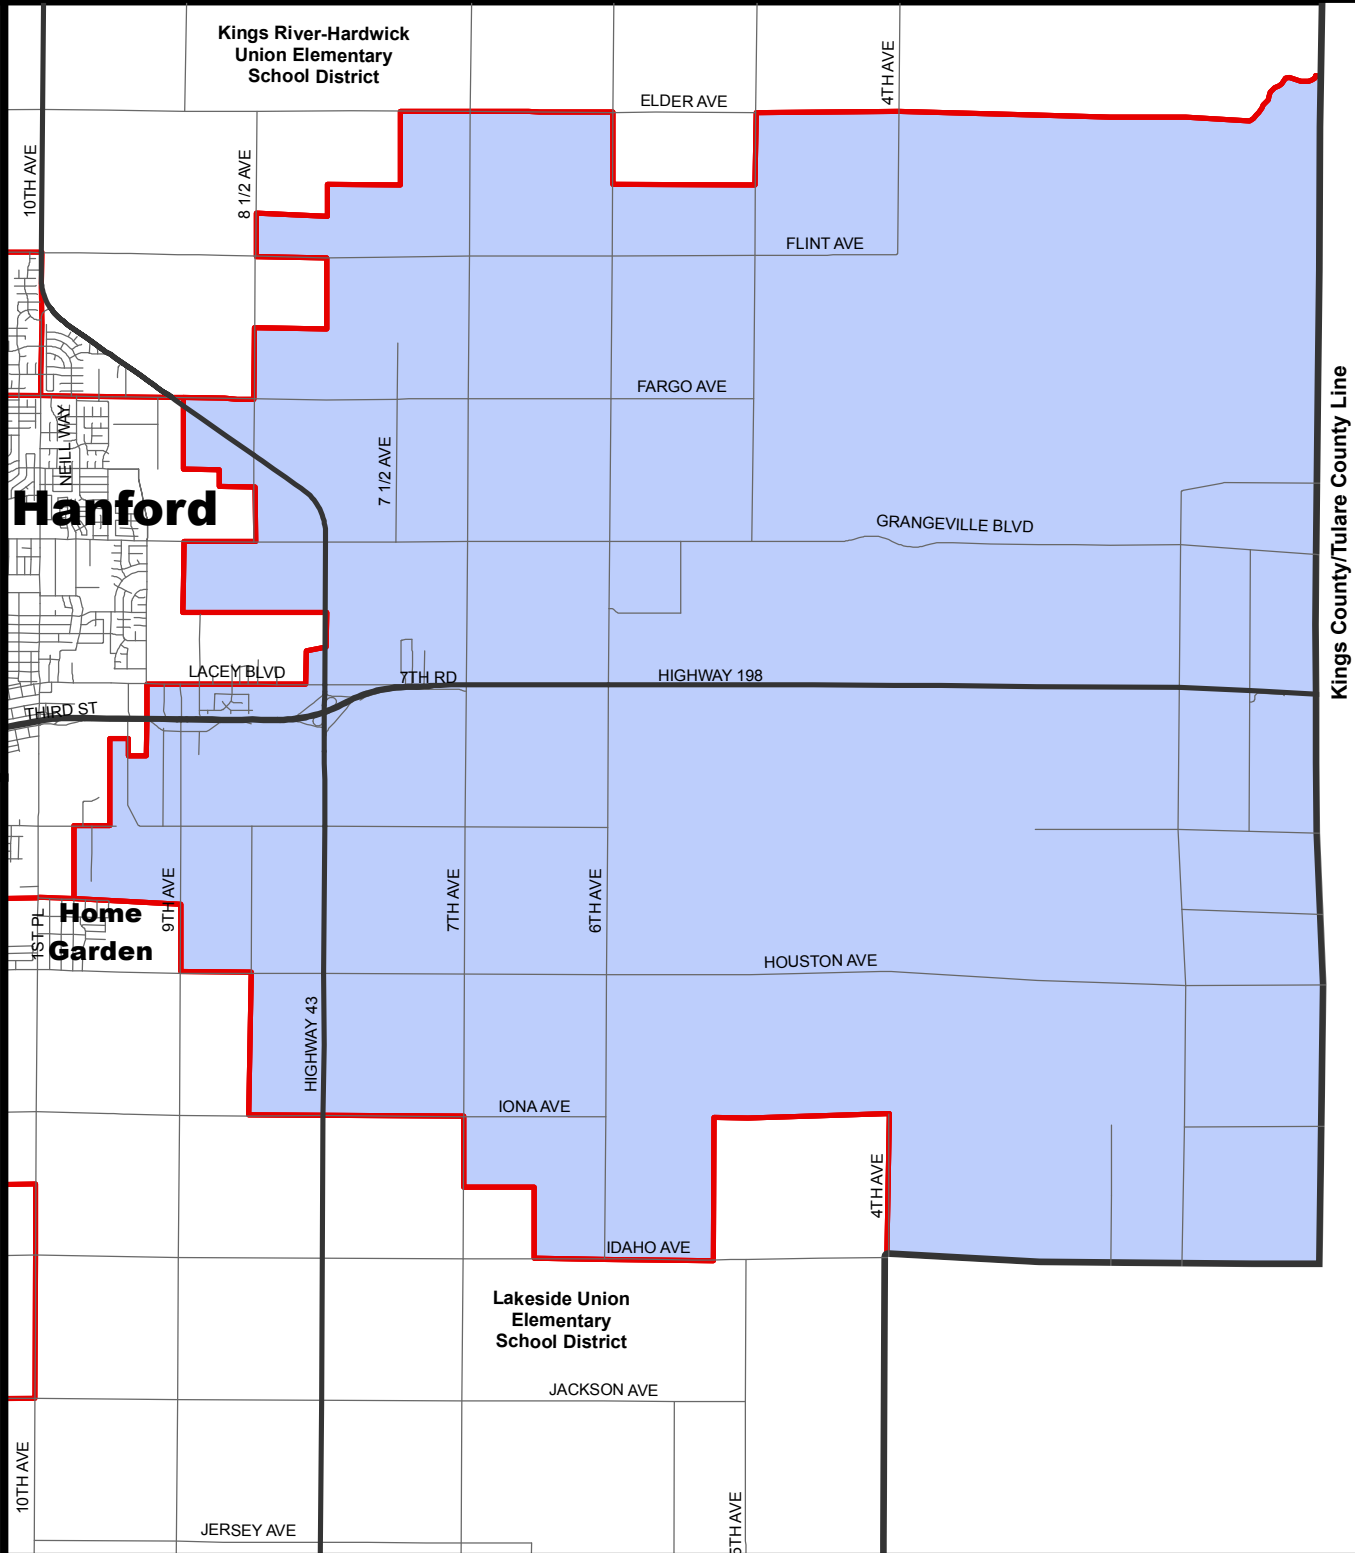 Kings River-Hardwick
Union Elementary
School District
ELDER AVE
4TH AVE
10TH AVE
8 1/2 AVE
FLINT AVE
FARGO AVE
NEILL WAY
7 1/2 AVE
Hanford
GRANGEVILLE BLVD
Kings County/Tulare County Line
LACEY BLVD
7TH RD
HIGHWAY 198
THIRD ST
9TH AVE
7TH AVE
6TH AVE
1ST PL
Home
Garden
HOUSTON AVE
HIGHWAY 43
IONA AVE
4TH AVE
IDAHO AVE
Lakeside Union
Elementary
School District
JACKSON AVE
10TH AVE
5TH AVE
JERSEY AVE